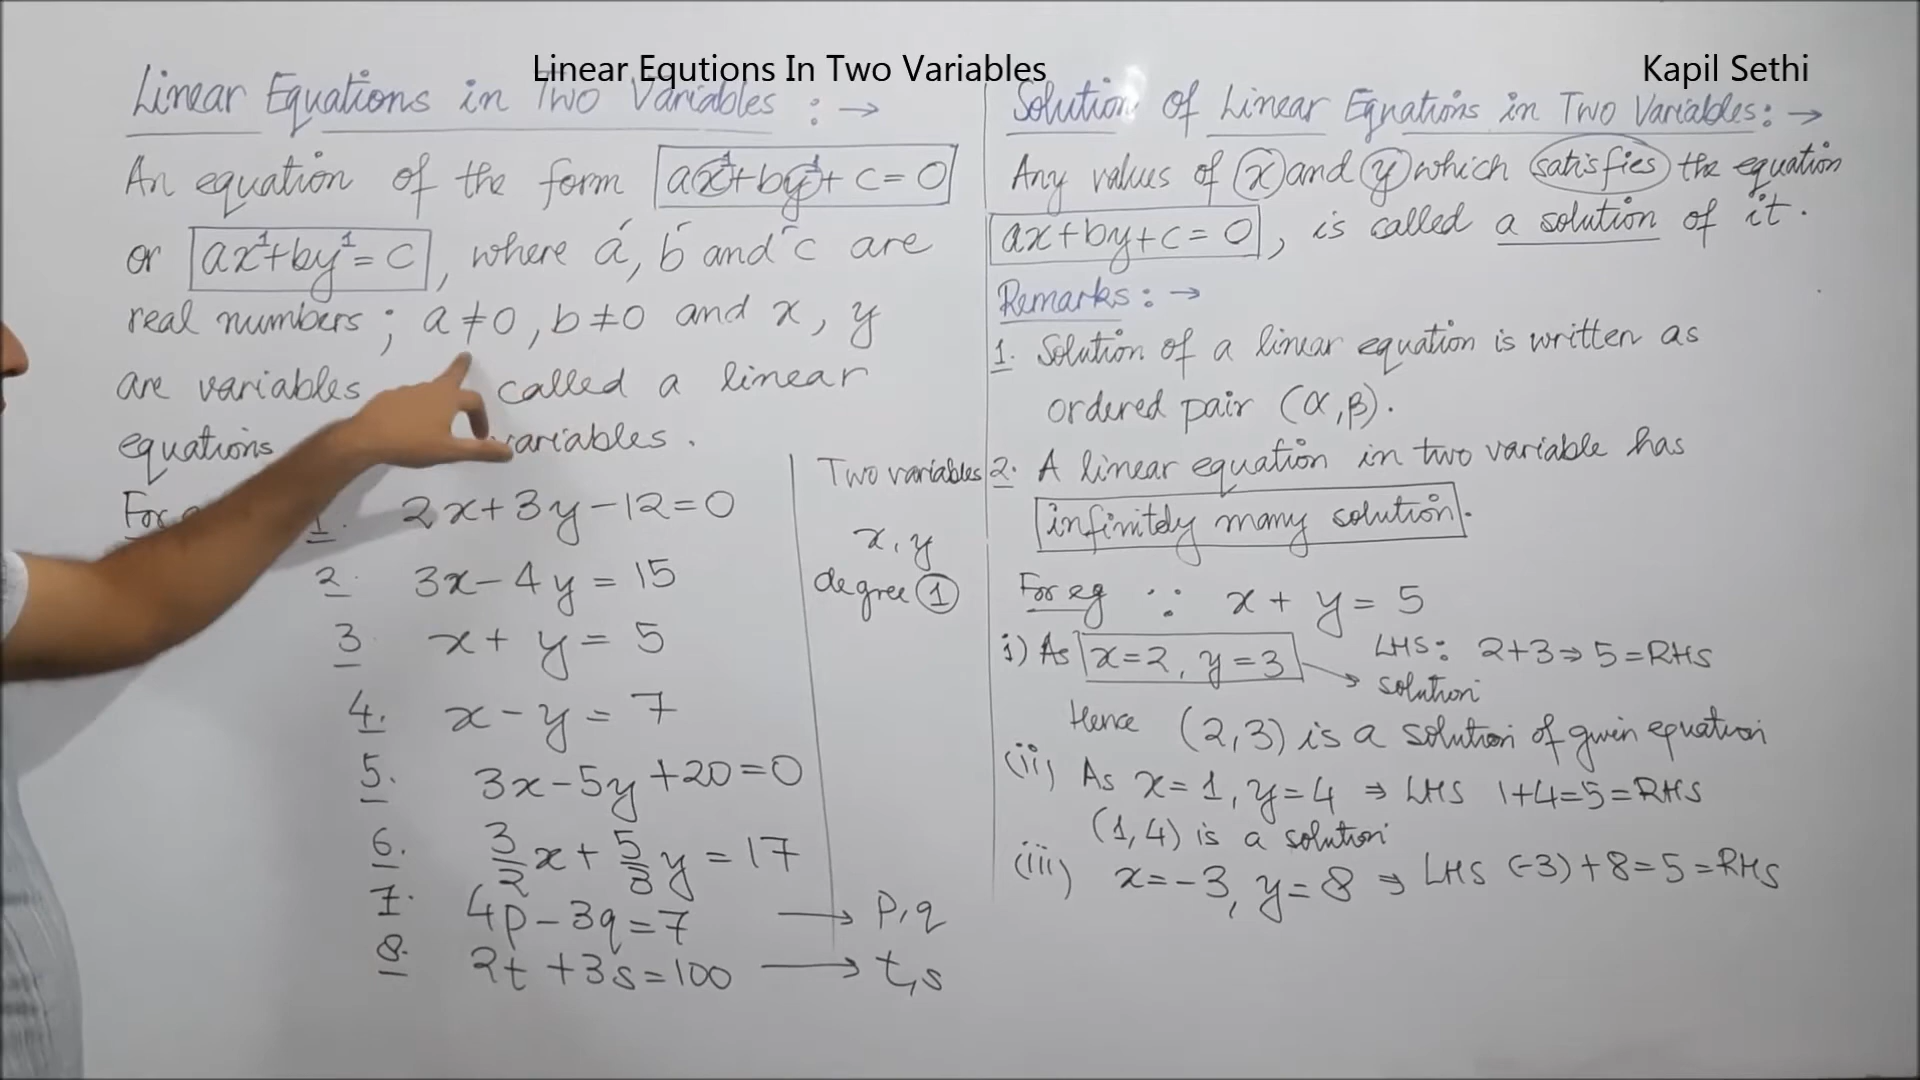 Linear Equtions In Two Variables
Kapil Sethi
Linear Equations in Two Variables : →
An equation of the form ax¹+by¹+c=0
or ax¹+by¹=c, where a, b and c are
real numbers; a≠0, b≠0 and x, y
are variables called a linear
equations variables.
For
1. 2x+3y-12=0
2. 3x-4y=15
3 x+y=5
4. x-y=7
5. 3x-5y+20=0
6. 3/2x+5/3y=17
7. 4p-3q=7 → p,q
8. 2t+3s=100 → t,s
Two variables
x,y
degree 1
Solution of Linear Equations in Two Variables: →
Any values of x and y which satisfies the equation
ax+by+c=0, is called a solution of it.
Remarks: →
1. Solution of a linear equation is written as
ordered pair (α,β).
2. A linear equation in two variable has
infinitely many solution.
For eg ∵ x+y=5
i) As x=2, y=3 LHS: 2+3⇒5=RHS
→ solution
Hence (2,3) is a solution of given equation
(ii) As x=1, y=4 ⇒ LHS 1+4=5=RHS
(1,4) is a solution
(iii) x=-3, y=8 ⇒ LHS (-3)+8=5=RHS